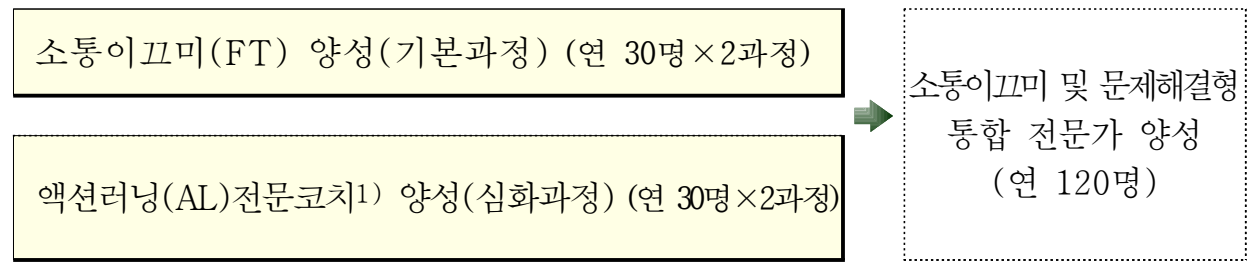 소통이끄미(FT) 양성(기본과정) (연 30명×2과정)
액션러닝(AL)전문코치1) 양성(심화과정) (연 30명×2과정)
소통이끄미 및 문제해결형
통합 전문가 양성
(연 120명)